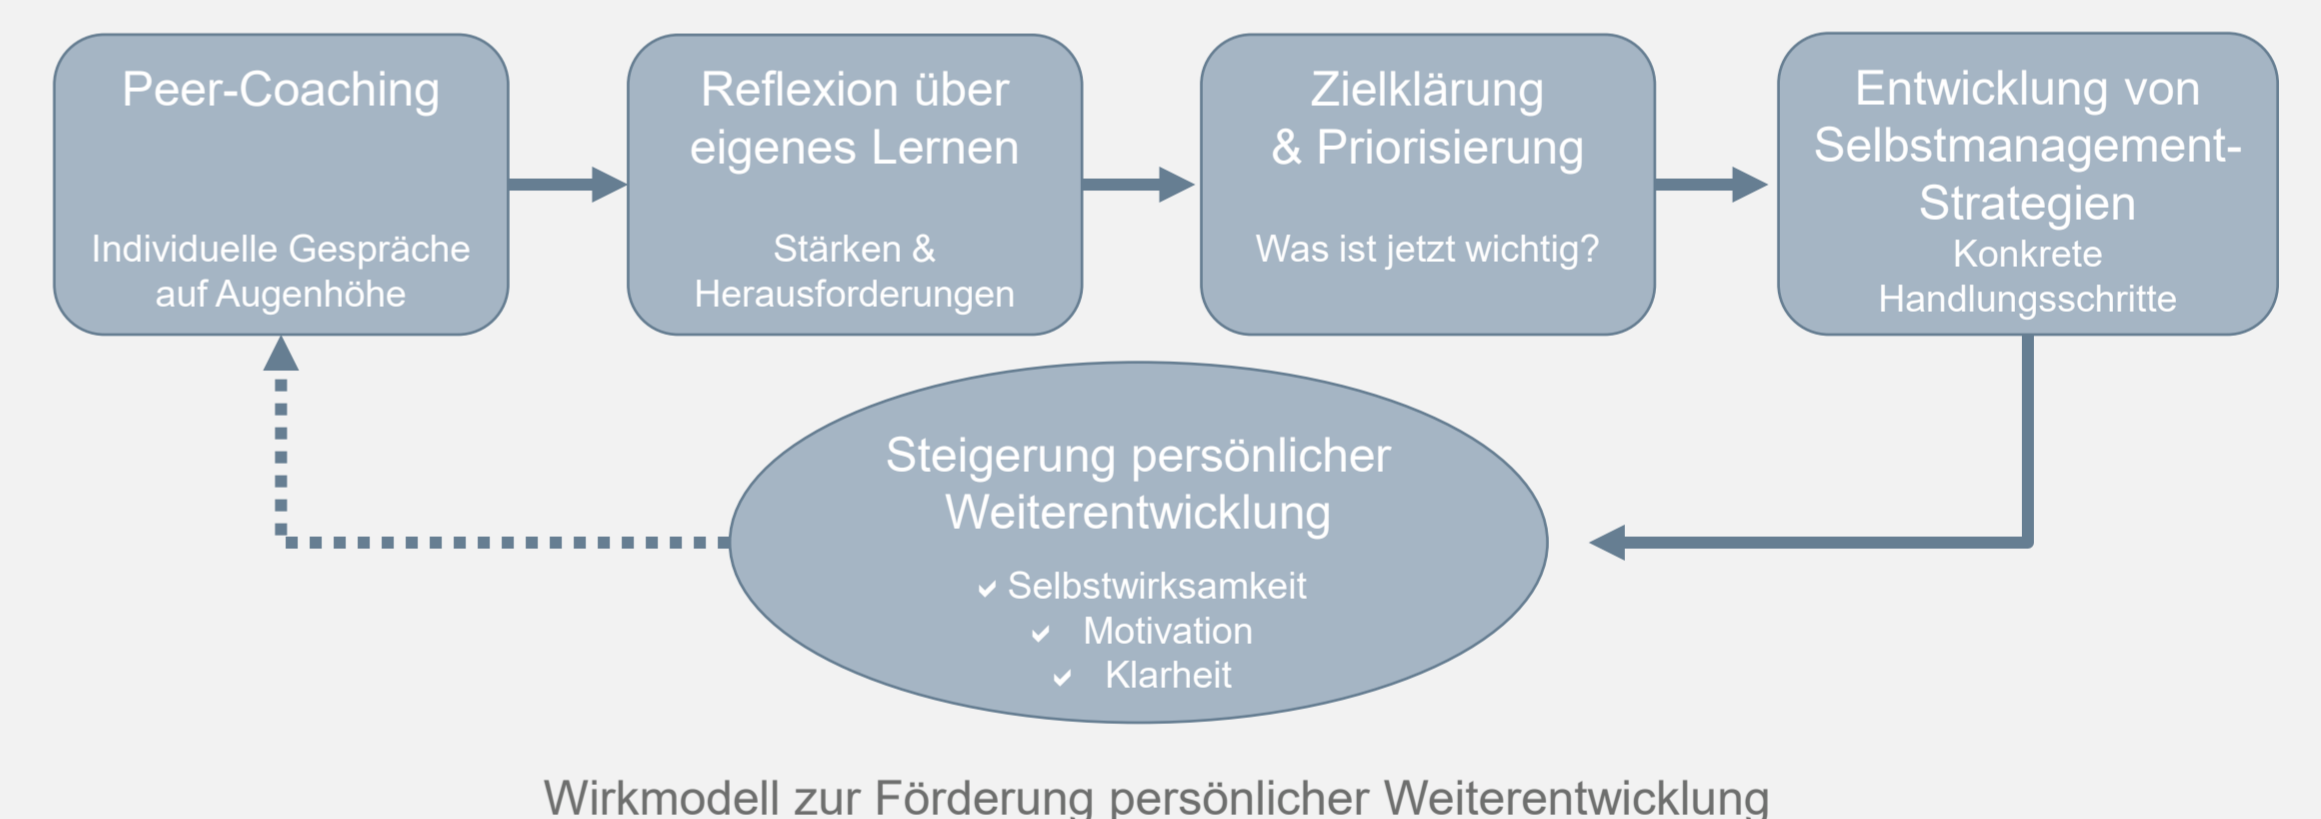 Peer-Coaching
Individuelle Gespräche
auf Augenhöhe
Reflexion über
eigenes Lernen
Stärken &
Herausforderungen
Zielklärung
& Priorisierung
Was ist jetzt wichtig?
Entwicklung von
Selbstmanagement-
Strategien
Konkrete
Handlungsschritte
Steigerung persönlicher
Weiterentwicklung
✓ Selbstwirksamkeit
✓ Motivation
✓ Klarheit
Wirkmodell zur Förderung persönlicher Weiterentwicklung